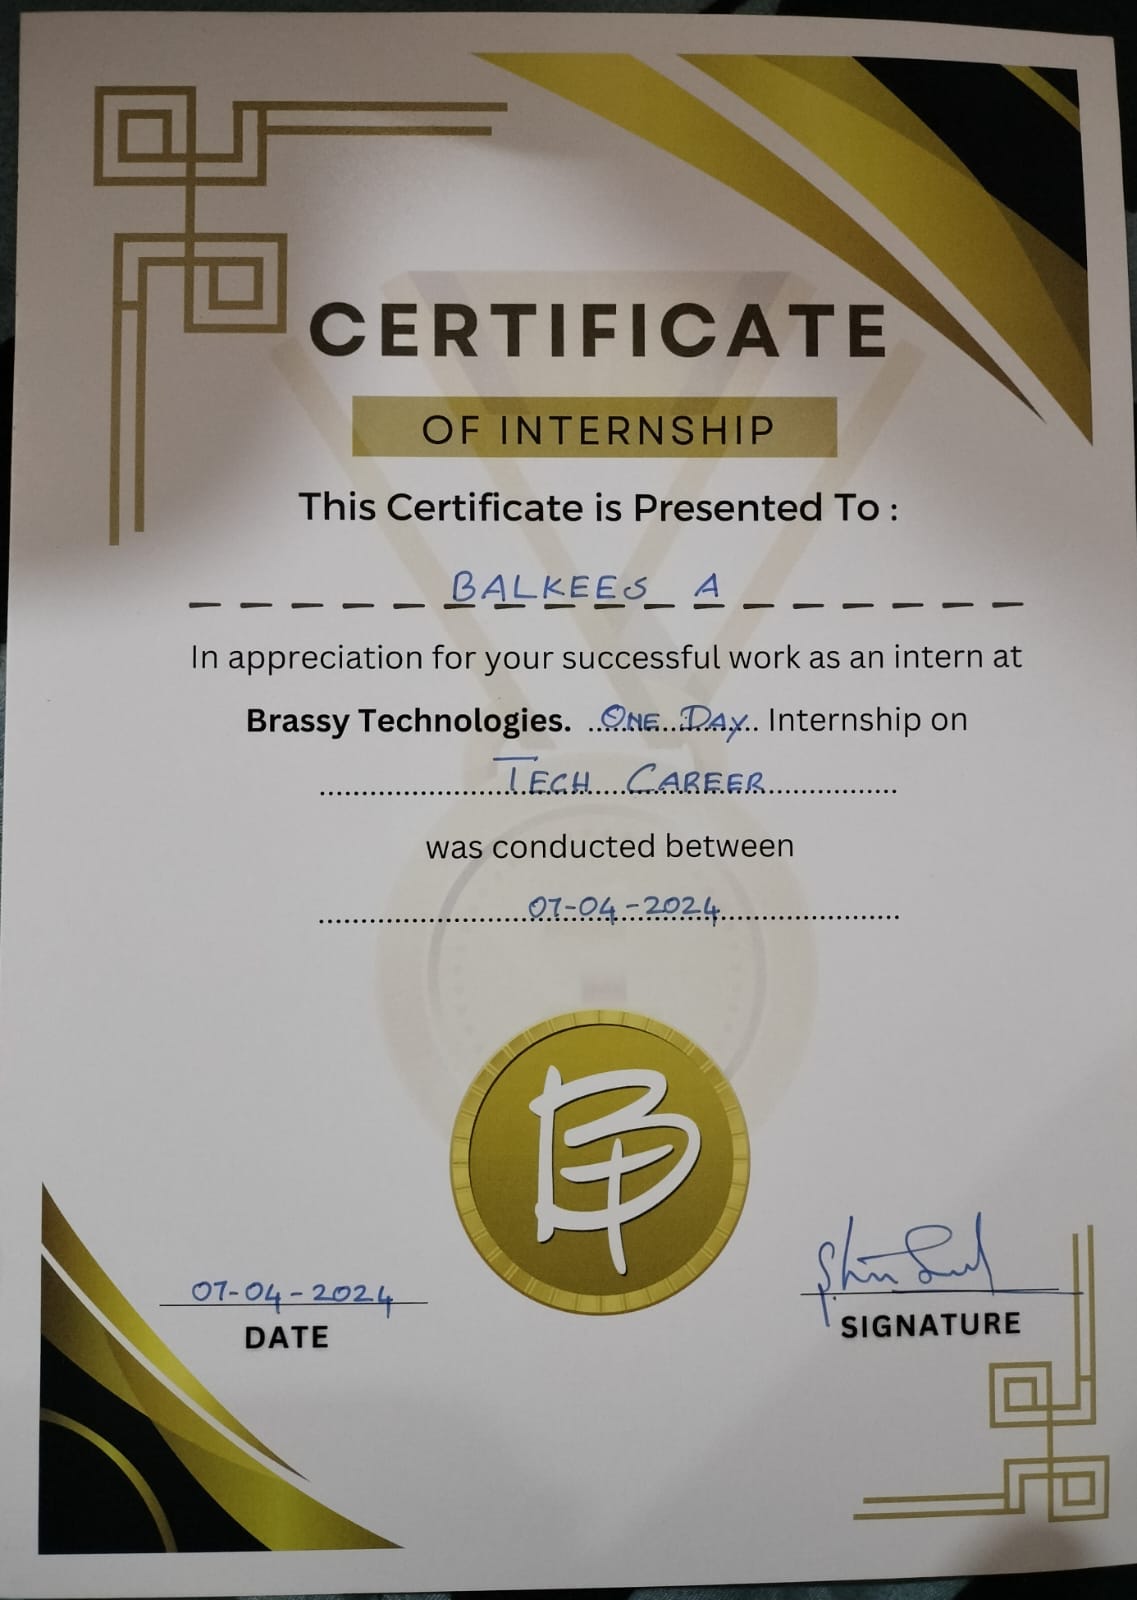 CERTIFICATE
OF INTERNSHIP
This Certificate is Presented To :
BALKEES A
In appreciation for your successful work as an intern at
Brassy Technologies. ONE DAY Internship on
TECH CAREER
was conducted between
07-04-2024
BT
07-04-2024
DATE
SIGNATURE